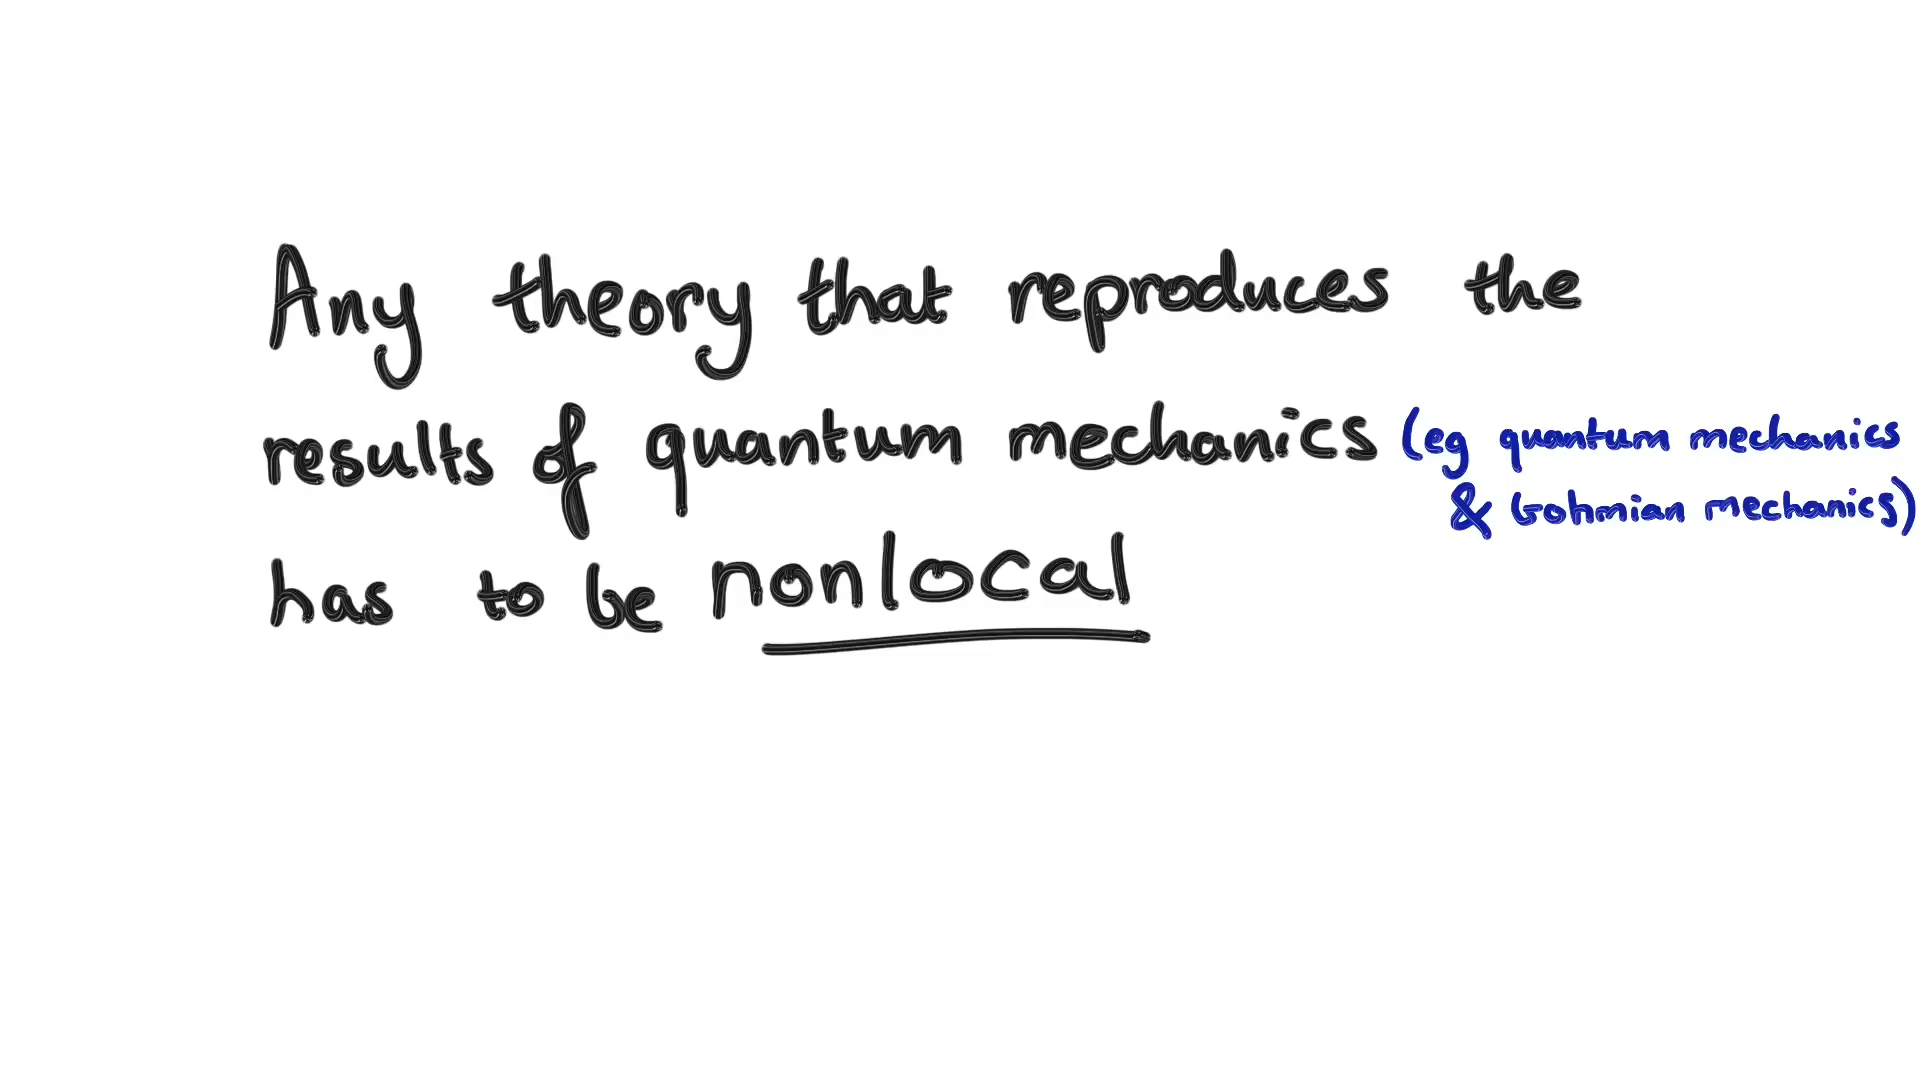 Any theory that reproduces the
results of quantum mechanics (eg quantum mechanics
& bohmian mechanics)
has to be nonlocal